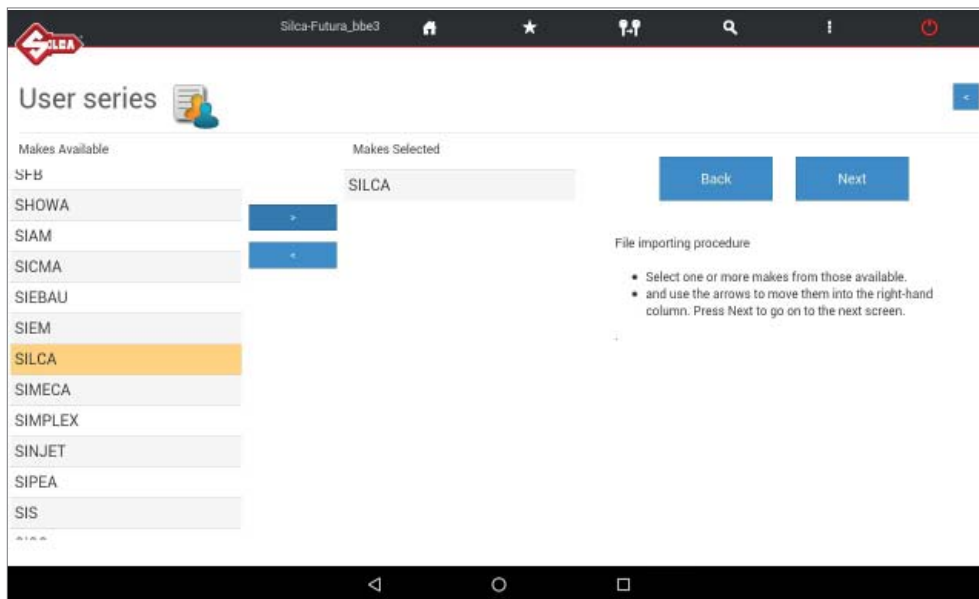 Silca-Futura_bbe3
SILCA
User series
<
Makes Available
Makes Selected
SFB
SHOWA
SIAM
SICMA
SIEBAU
SIEM
SILCA
SIMECA
SIMPLEX
SINJET
SIPEA
SIS
>
<
SILCA
Back
Next
File importing procedure
• Select one or more makes from those available.
• and use the arrows to move them into the right-hand
column. Press Next to go on to the next screen.
.